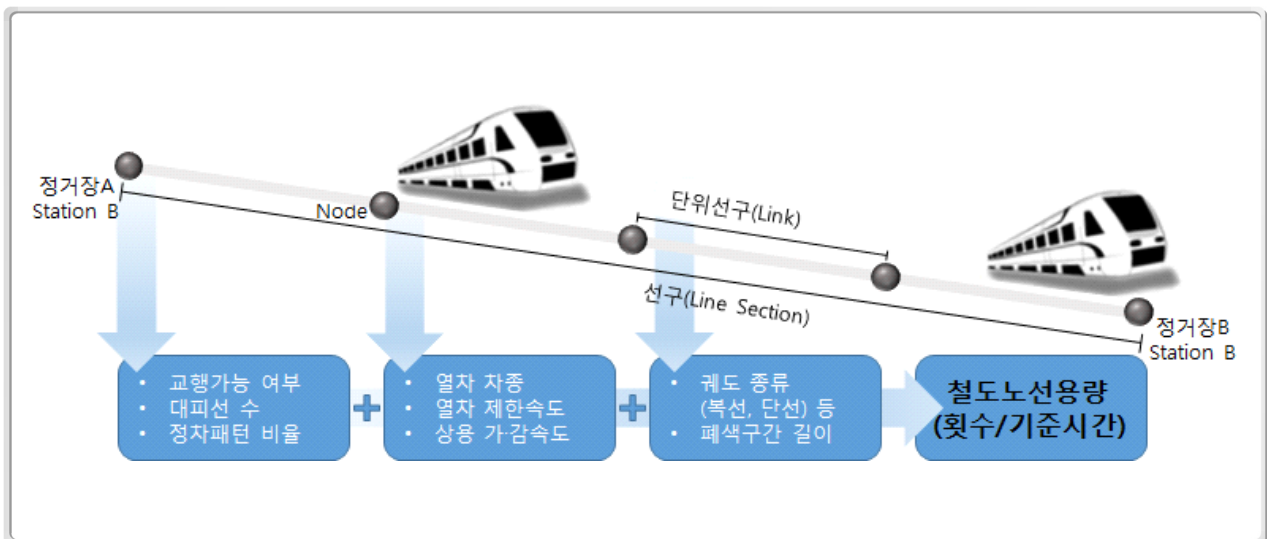 정거장A
Station B
Node
단위선구(Link)
선구(Line Section)
정거장B
Station B
• 교행가능 여부
• 대피선 수
• 정차패턴 비율
+
• 열차 차종
• 열차 제한속도
• 상용 가·감속도
+
• 궤도 종류
(복선, 단선) 등
• 폐색구간 길이
철도노선용량
(횟수/기준시간)